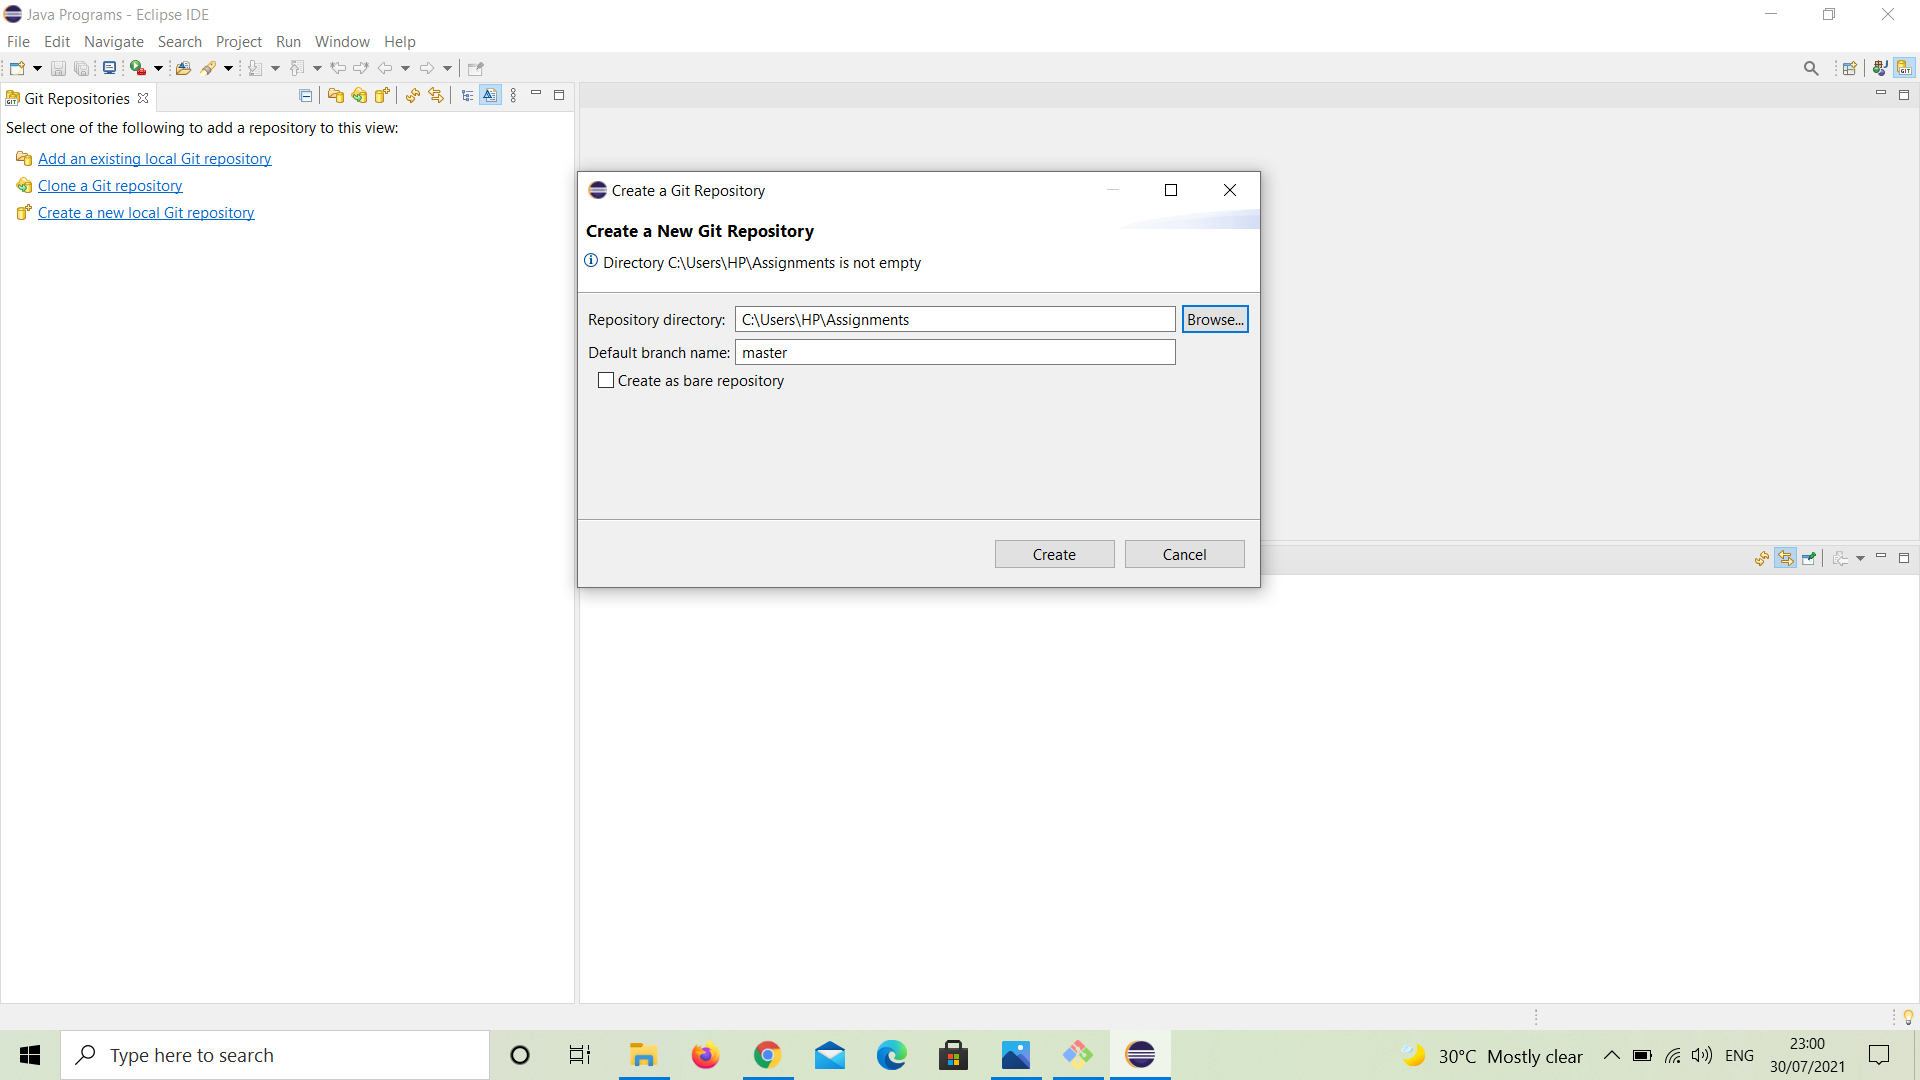 Java Programs - Eclipse IDE
File Edit Navigate Search Project Run Window Help
Git Repositories
Select one of the following to add a repository to this view:
Add an existing local Git repository
Clone a Git repository
Create a new local Git repository
Create a Git Repository
Create a New Git Repository
Directory C:\Users\HP\Assignments is not empty
Repository directory: C:\Users\HP\Assignments Browse...
Default branch name: master
Create as bare repository
Create Cancel
Type here to search
30°C Mostly clear ENG
23:00
30/07/2021